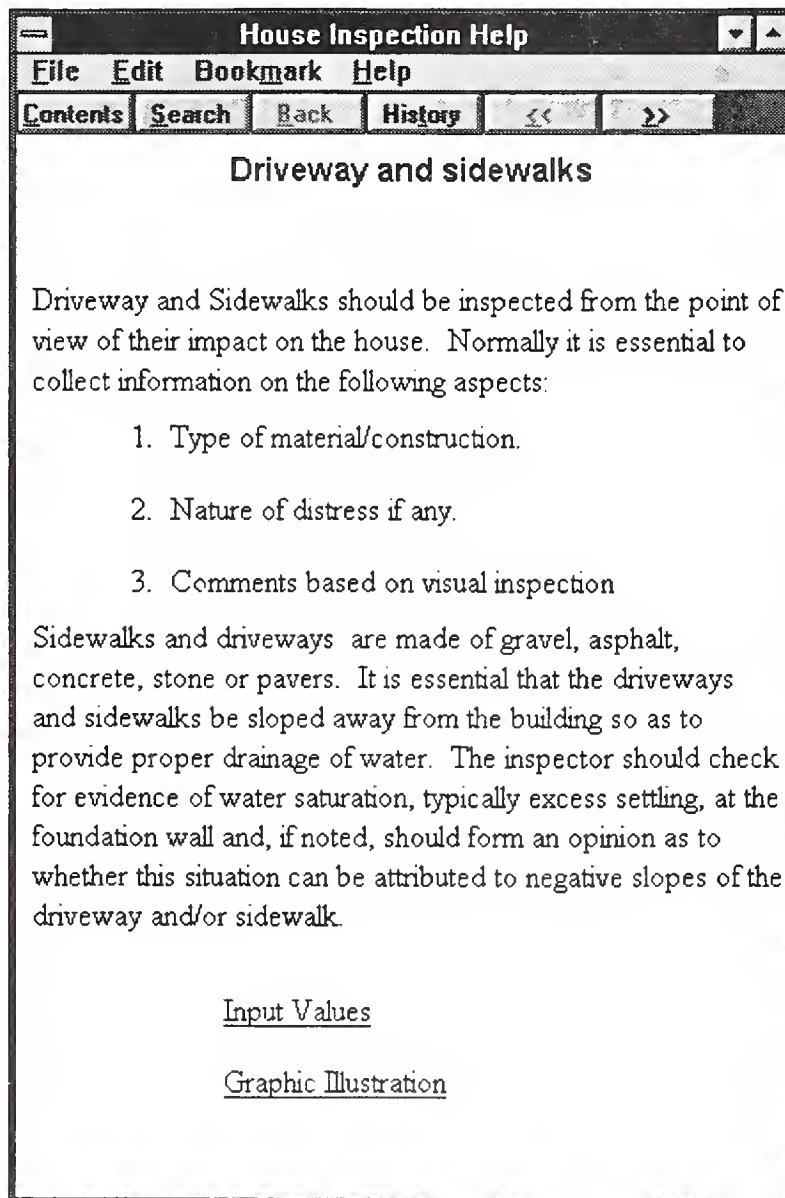 House Inspection Help
File Edit Bookmark Help
Contents Search Back History << >>
Driveway and sidewalks
Driveway and Sidewalks should be inspected from the point of
view of their impact on the house. Normally it is essential to
collect information on the following aspects:
1. Type of material/construction.
2. Nature of distress if any.
3. Comments based on visual inspection
Sidewalks and driveways are made of gravel, asphalt,
concrete, stone or pavers. It is essential that the driveways
and sidewalks be sloped away from the building so as to
provide proper drainage of water. The inspector should check
for evidence of water saturation, typically excess settling, at the
foundation wall and, if noted, should form an opinion as to
whether this situation can be attributed to negative slopes of the
driveway and/or sidewalk.
Input Values
Graphic Illustration